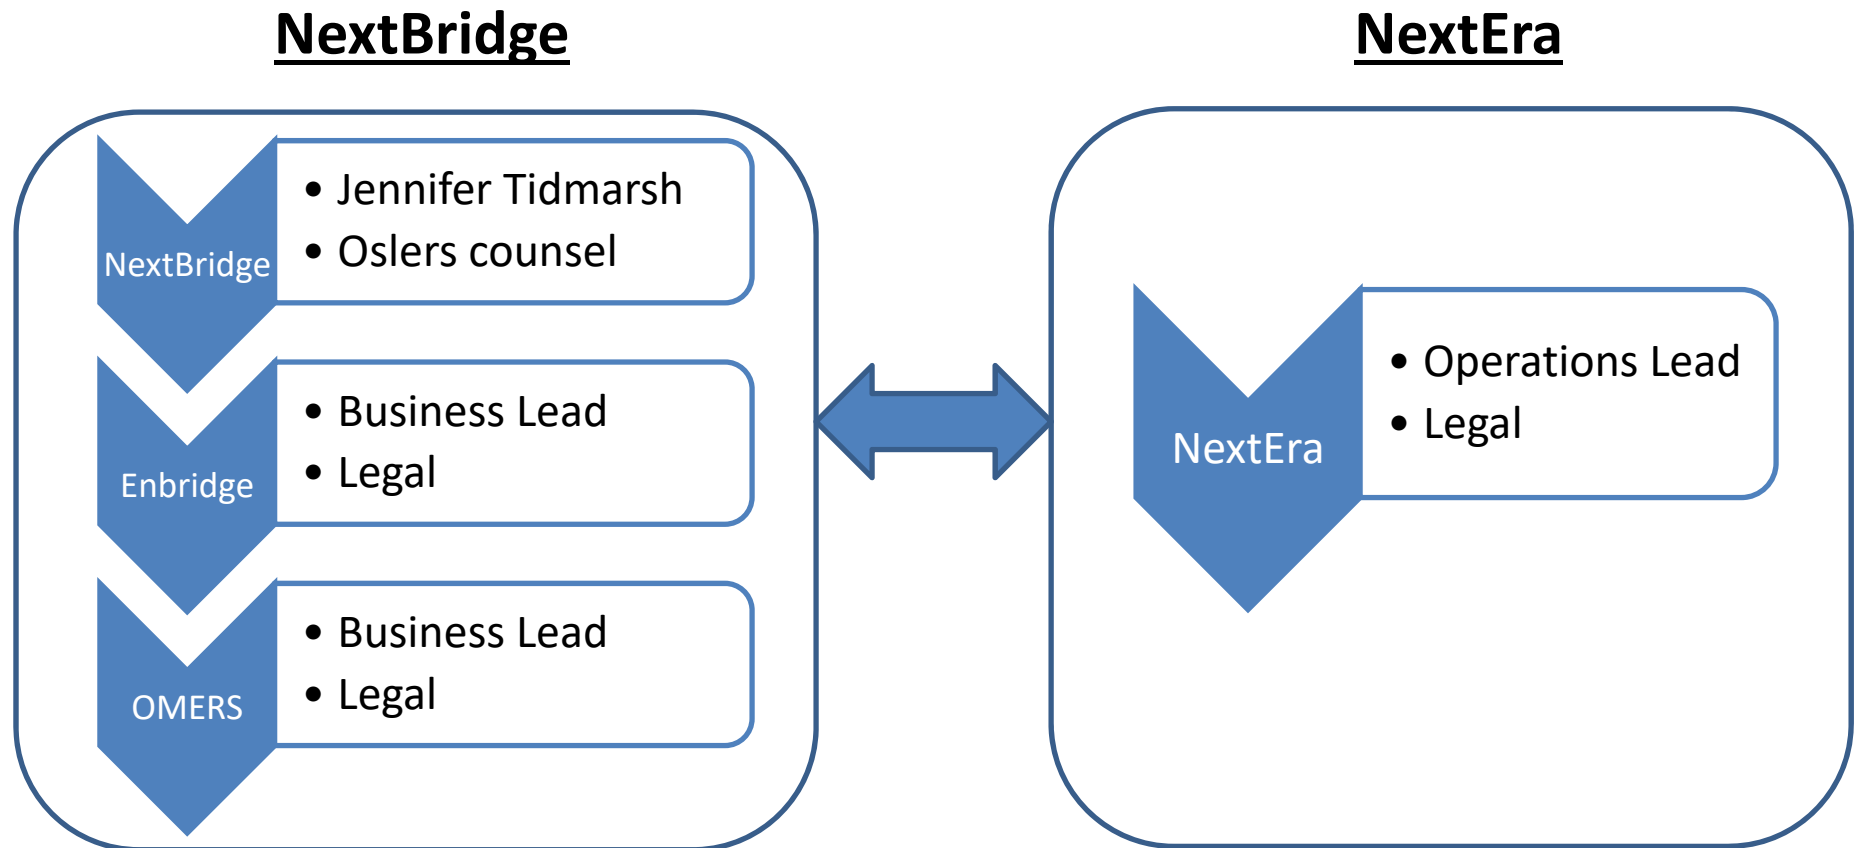 NextBridge
NextBridge
• Jennifer Tidmarsh
• Oslers counsel
Enbridge
• Business Lead
• Legal
OMERS
• Business Lead
• Legal
NextEra
NextEra
• Operations Lead
• Legal